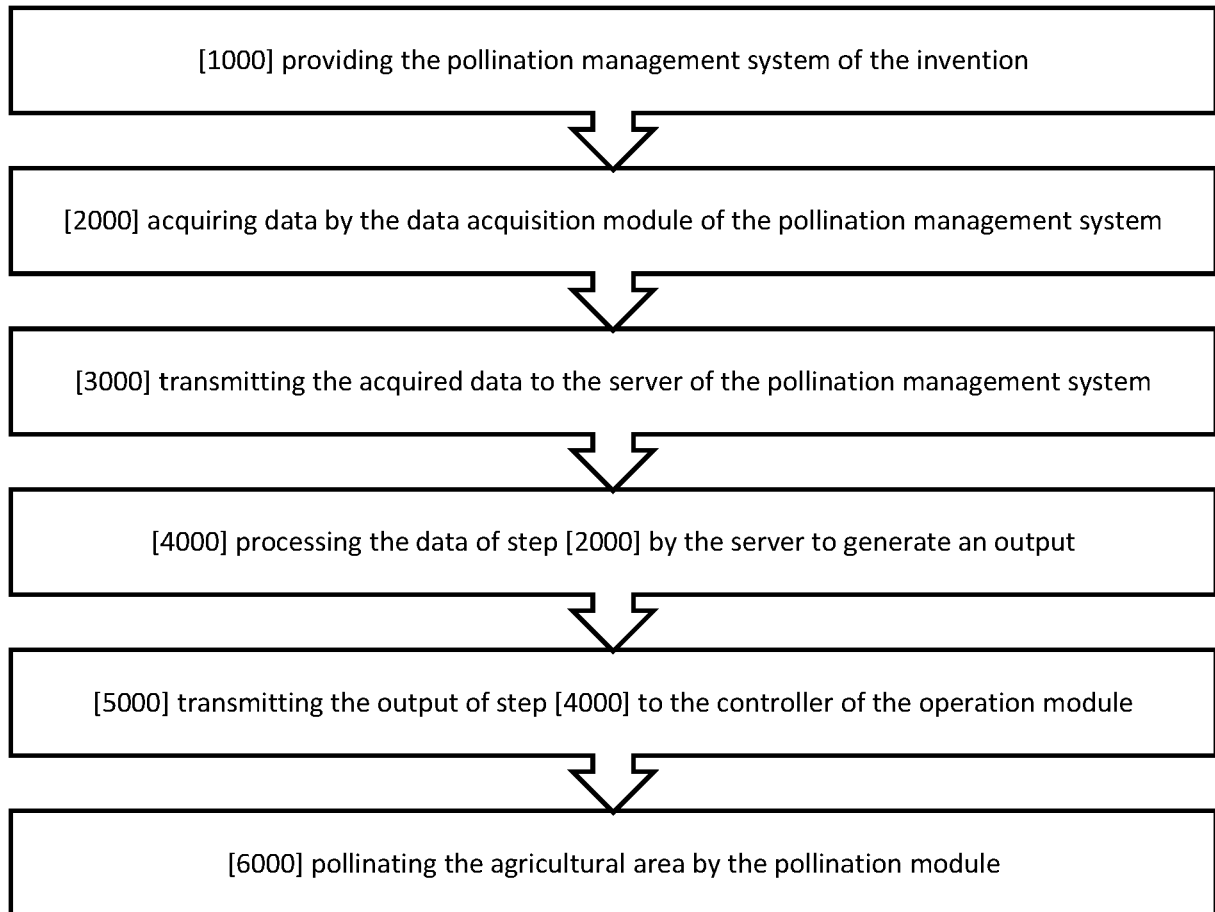 [1000] providing the pollination management system of the invention
[2000] acquiring data by the data acquisition module of the pollination management system
[3000] transmitting the acquired data to the server of the pollination management system
[4000] processing the data of step [2000] by the server to generate an output
[5000] transmitting the output of step [4000] to the controller of the operation module
[6000] pollinating the agricultural area by the pollination module